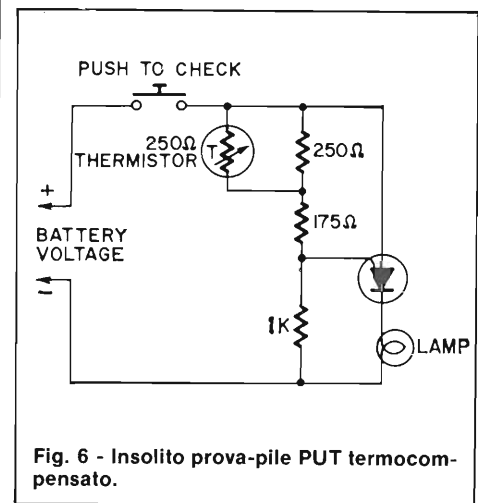 PUSH TO CHECK
250Ω
THERMISTOR
T
250Ω
175Ω
+
BATTERY
VOLTAGE
−
1K
LAMP
Fig. 6 - Insolito prova-pile PUT termocom-
pensato.